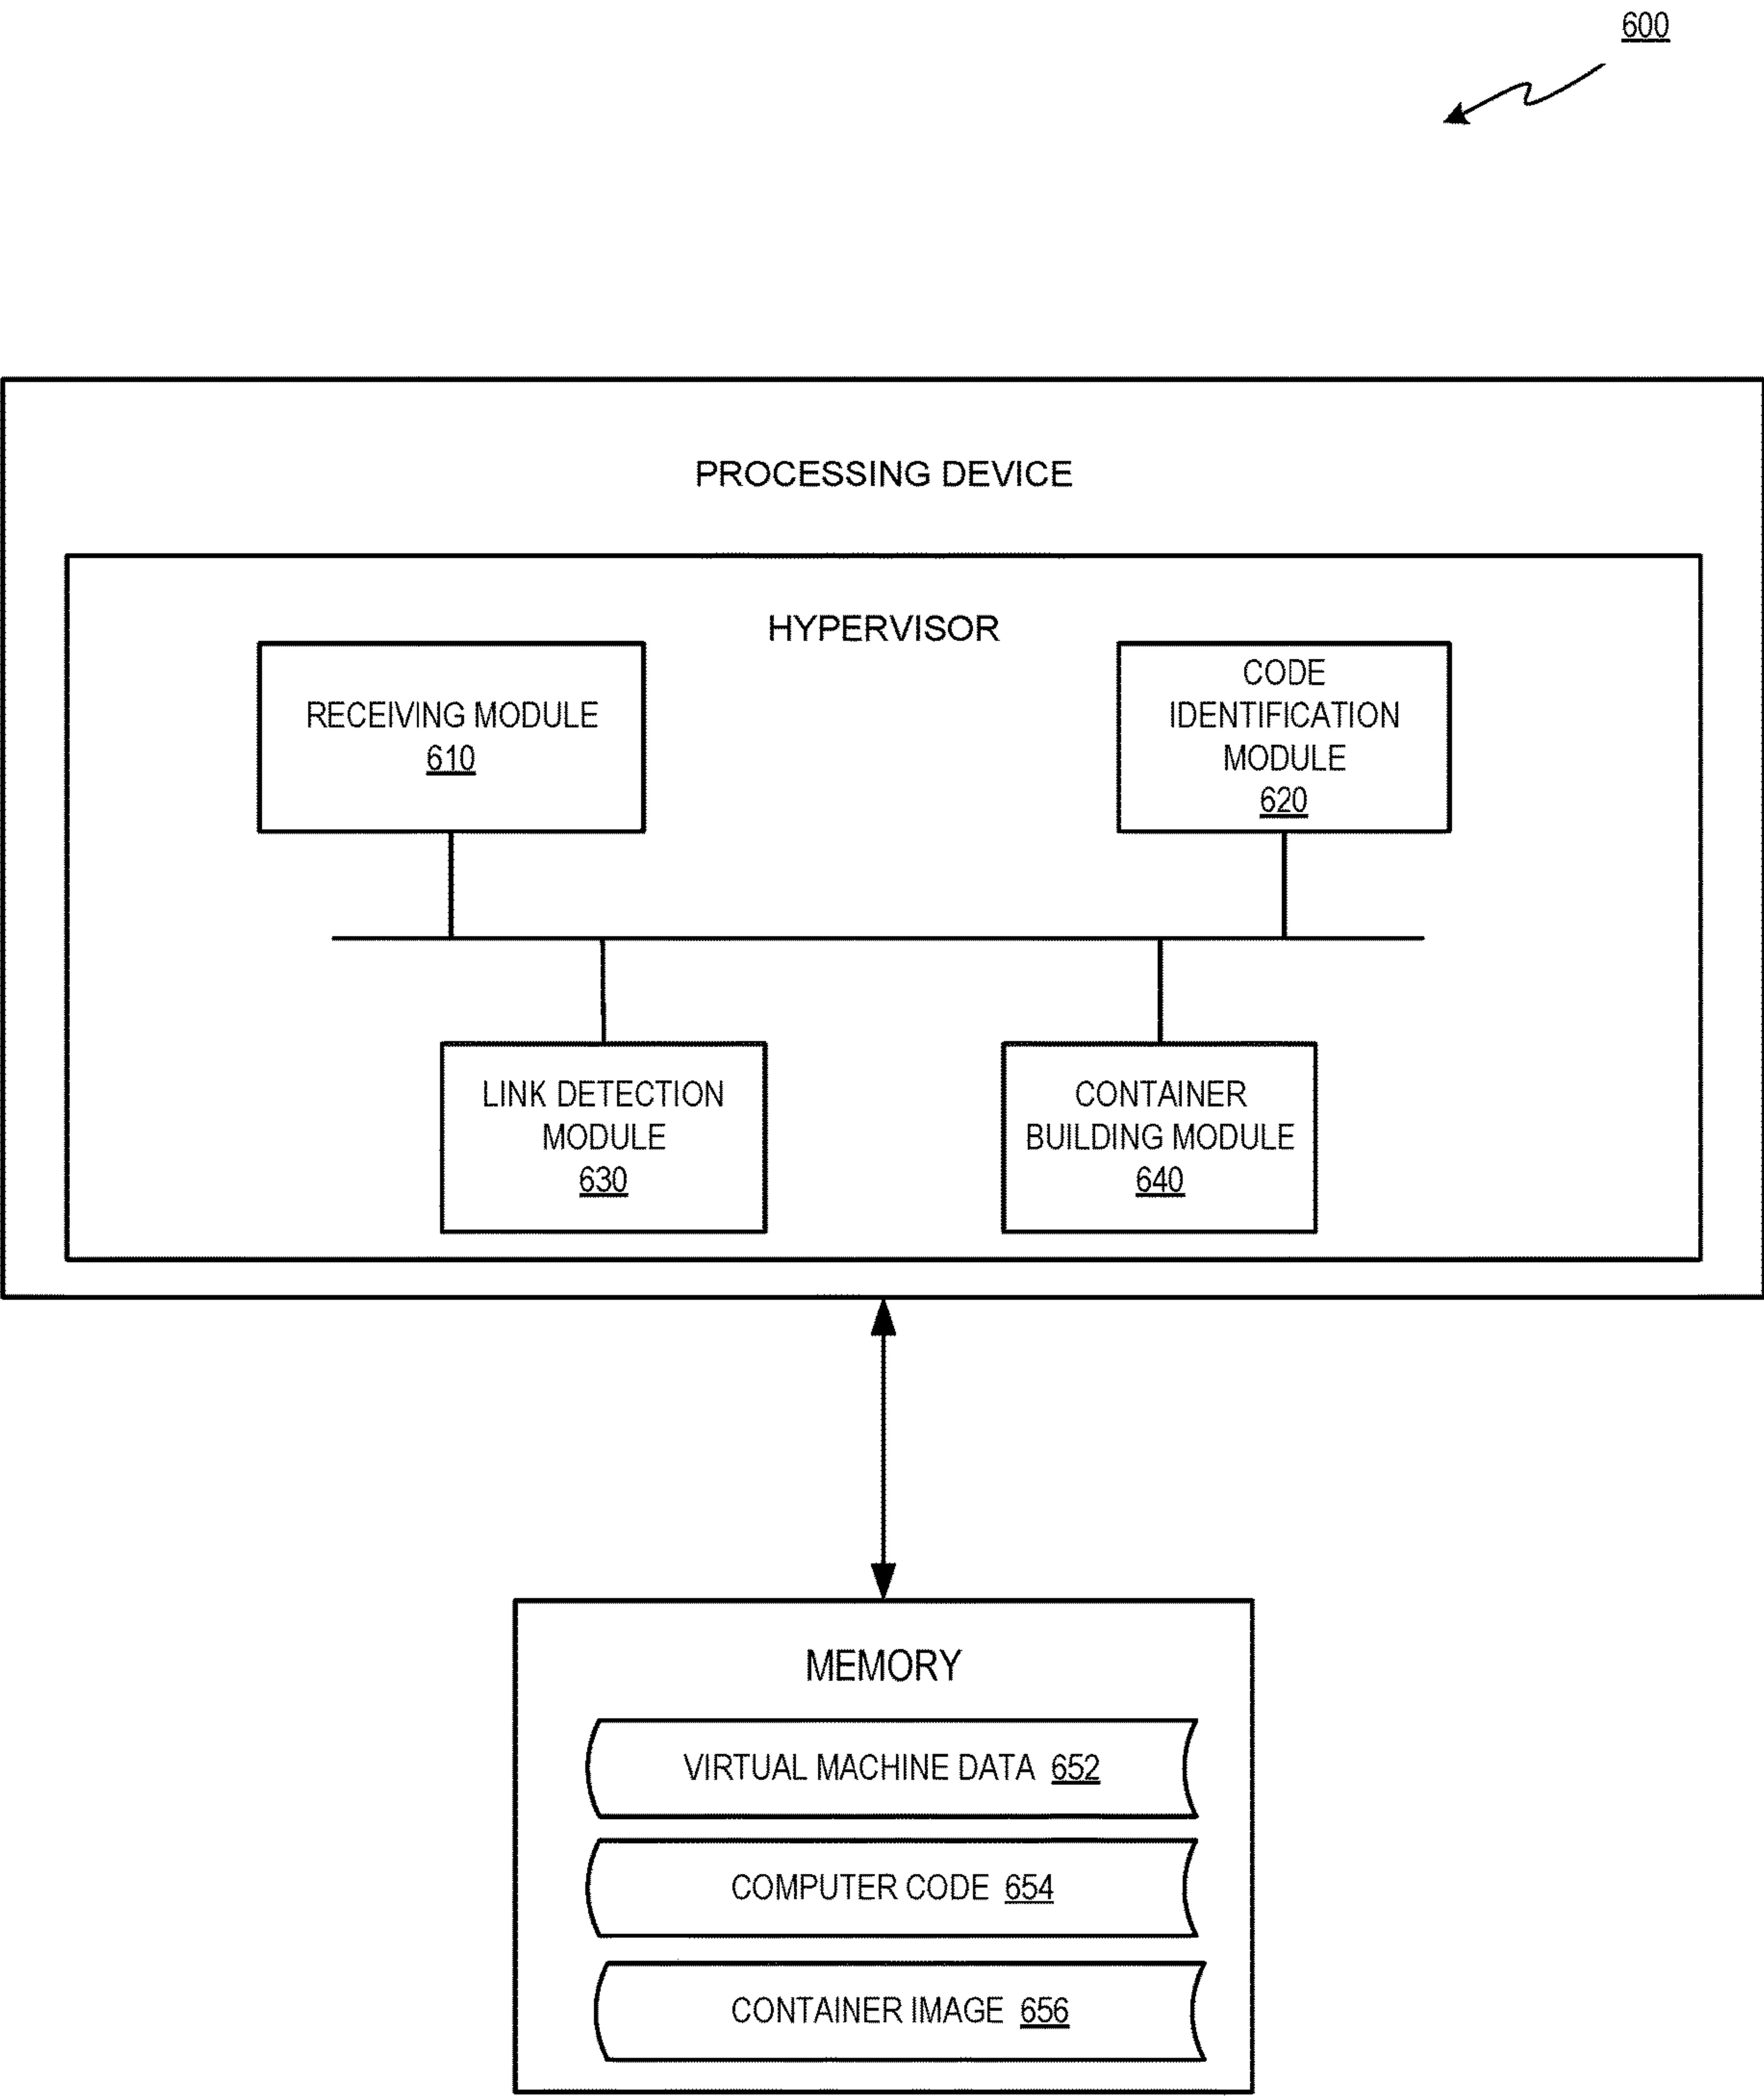 600
PROCESSING DEVICE
HYPERVISOR
RECEIVING MODULE
610
CODE
IDENTIFICATION
MODULE
620
LINK DETECTION
MODULE
630
CONTAINER
BUILDING MODULE
640
MEMORY
VIRTUAL MACHINE DATA 652
COMPUTER CODE 654
CONTAINER IMAGE 656